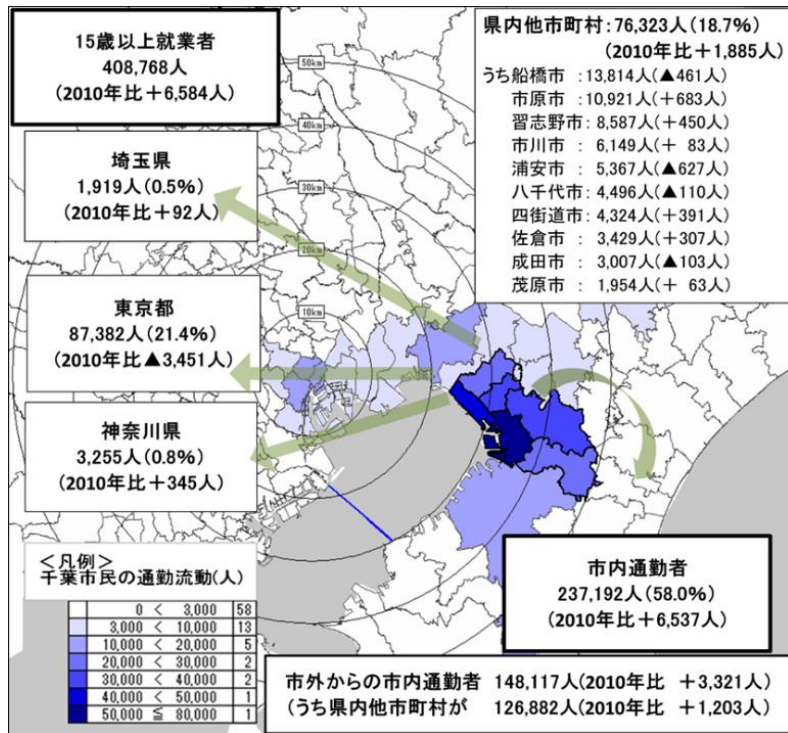 15歳以上就業者
408,768人
(2010年比＋6,584人)
県内他市町村：76,323人(18.7%)
(2010年比＋1,885人)
うち船橋市 ：13,814人(▲461人)
市原市 ：10,921人(＋683人)
習志野市：8,587人(＋450人)
市川市 ： 6,149人(＋ 83人)
浦安市 ： 5,367人(▲627人)
八千代市： 4,496人(▲110人)
四街道市：4,324人(＋391人)
佐倉市 ： 3,429人(＋307人)
成田市 ： 3,007人(▲103人)
茂原市 ： 1,954人(＋ 63人)
50km
40km
30km
20km
10km
埼玉県
1,919人(0.5%)
(2010年比＋92人)
東京都
87,382人(21.4%)
(2010年比▲3,451人)
神奈川県
3,255人(0.8%)
(2010年比＋345人)
＜凡例＞
千葉市民の通勤流動(人)
0 ＜ 3,000 58
3,000 ＜ 10,000 13
10,000 ＜ 20,000 5
20,000 ＜ 30,000 2
30,000 ＜ 40,000 2
40,000 ＜ 50,000 1
50,000 ≦ 80,000 1
市内通勤者
237,192人(58.0%)
(2010年比＋6,537人)
市外からの市内通勤者 148,117人(2010年比 ＋3,321人)
(うち県内他市町村が 126,882人(2010年比 ＋1,203人)